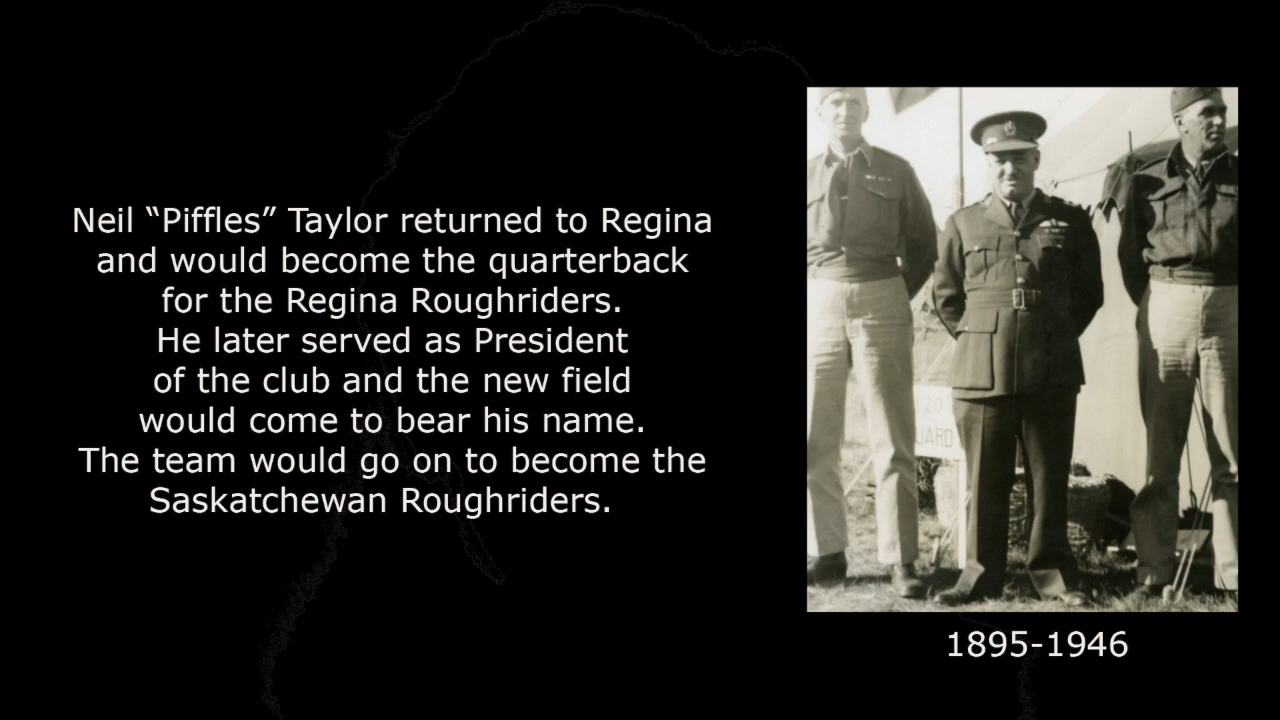 Neil “Piffles” Taylor returned to Regina
and would become the quarterback
for the Regina Roughriders.
He later served as President
of the club and the new field
would come to bear his name.
The team would go on to become the
Saskatchewan Roughriders.
20
UARD
1895-1946